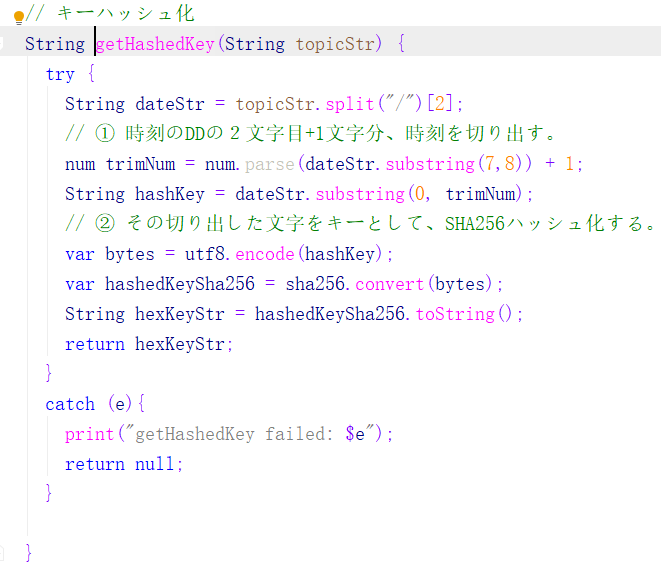 // キーハッシュ化
String getHashedKey(String topicStr) {
try {
String dateStr = topicStr.split("/")[2];
// ① 時刻のDDの２文字目+1文字分、時刻を切り出す。
num trimNum = num.parse(dateStr.substring(7,8)) + 1;
String hashKey = dateStr.substring(0, trimNum);
// ② その切り出した文字をキーとして、SHA256ハッシュ化する。
var bytes = utf8.encode(hashKey);
var hashedKeySha256 = sha256.convert(bytes);
String hexKeyStr = hashedKeySha256.toString();
return hexKeyStr;
}
catch (e){
print("getHashedKey failed: $e");
return null;
}
}